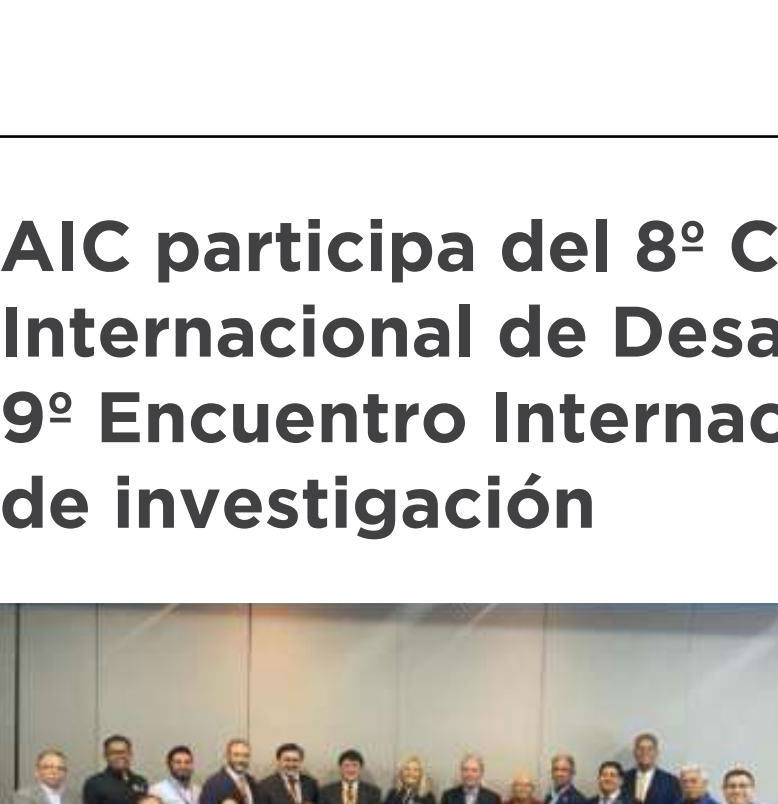 AIC participa del 8º C
Internacional de Desa
9º Encuentro Internac
de investigación